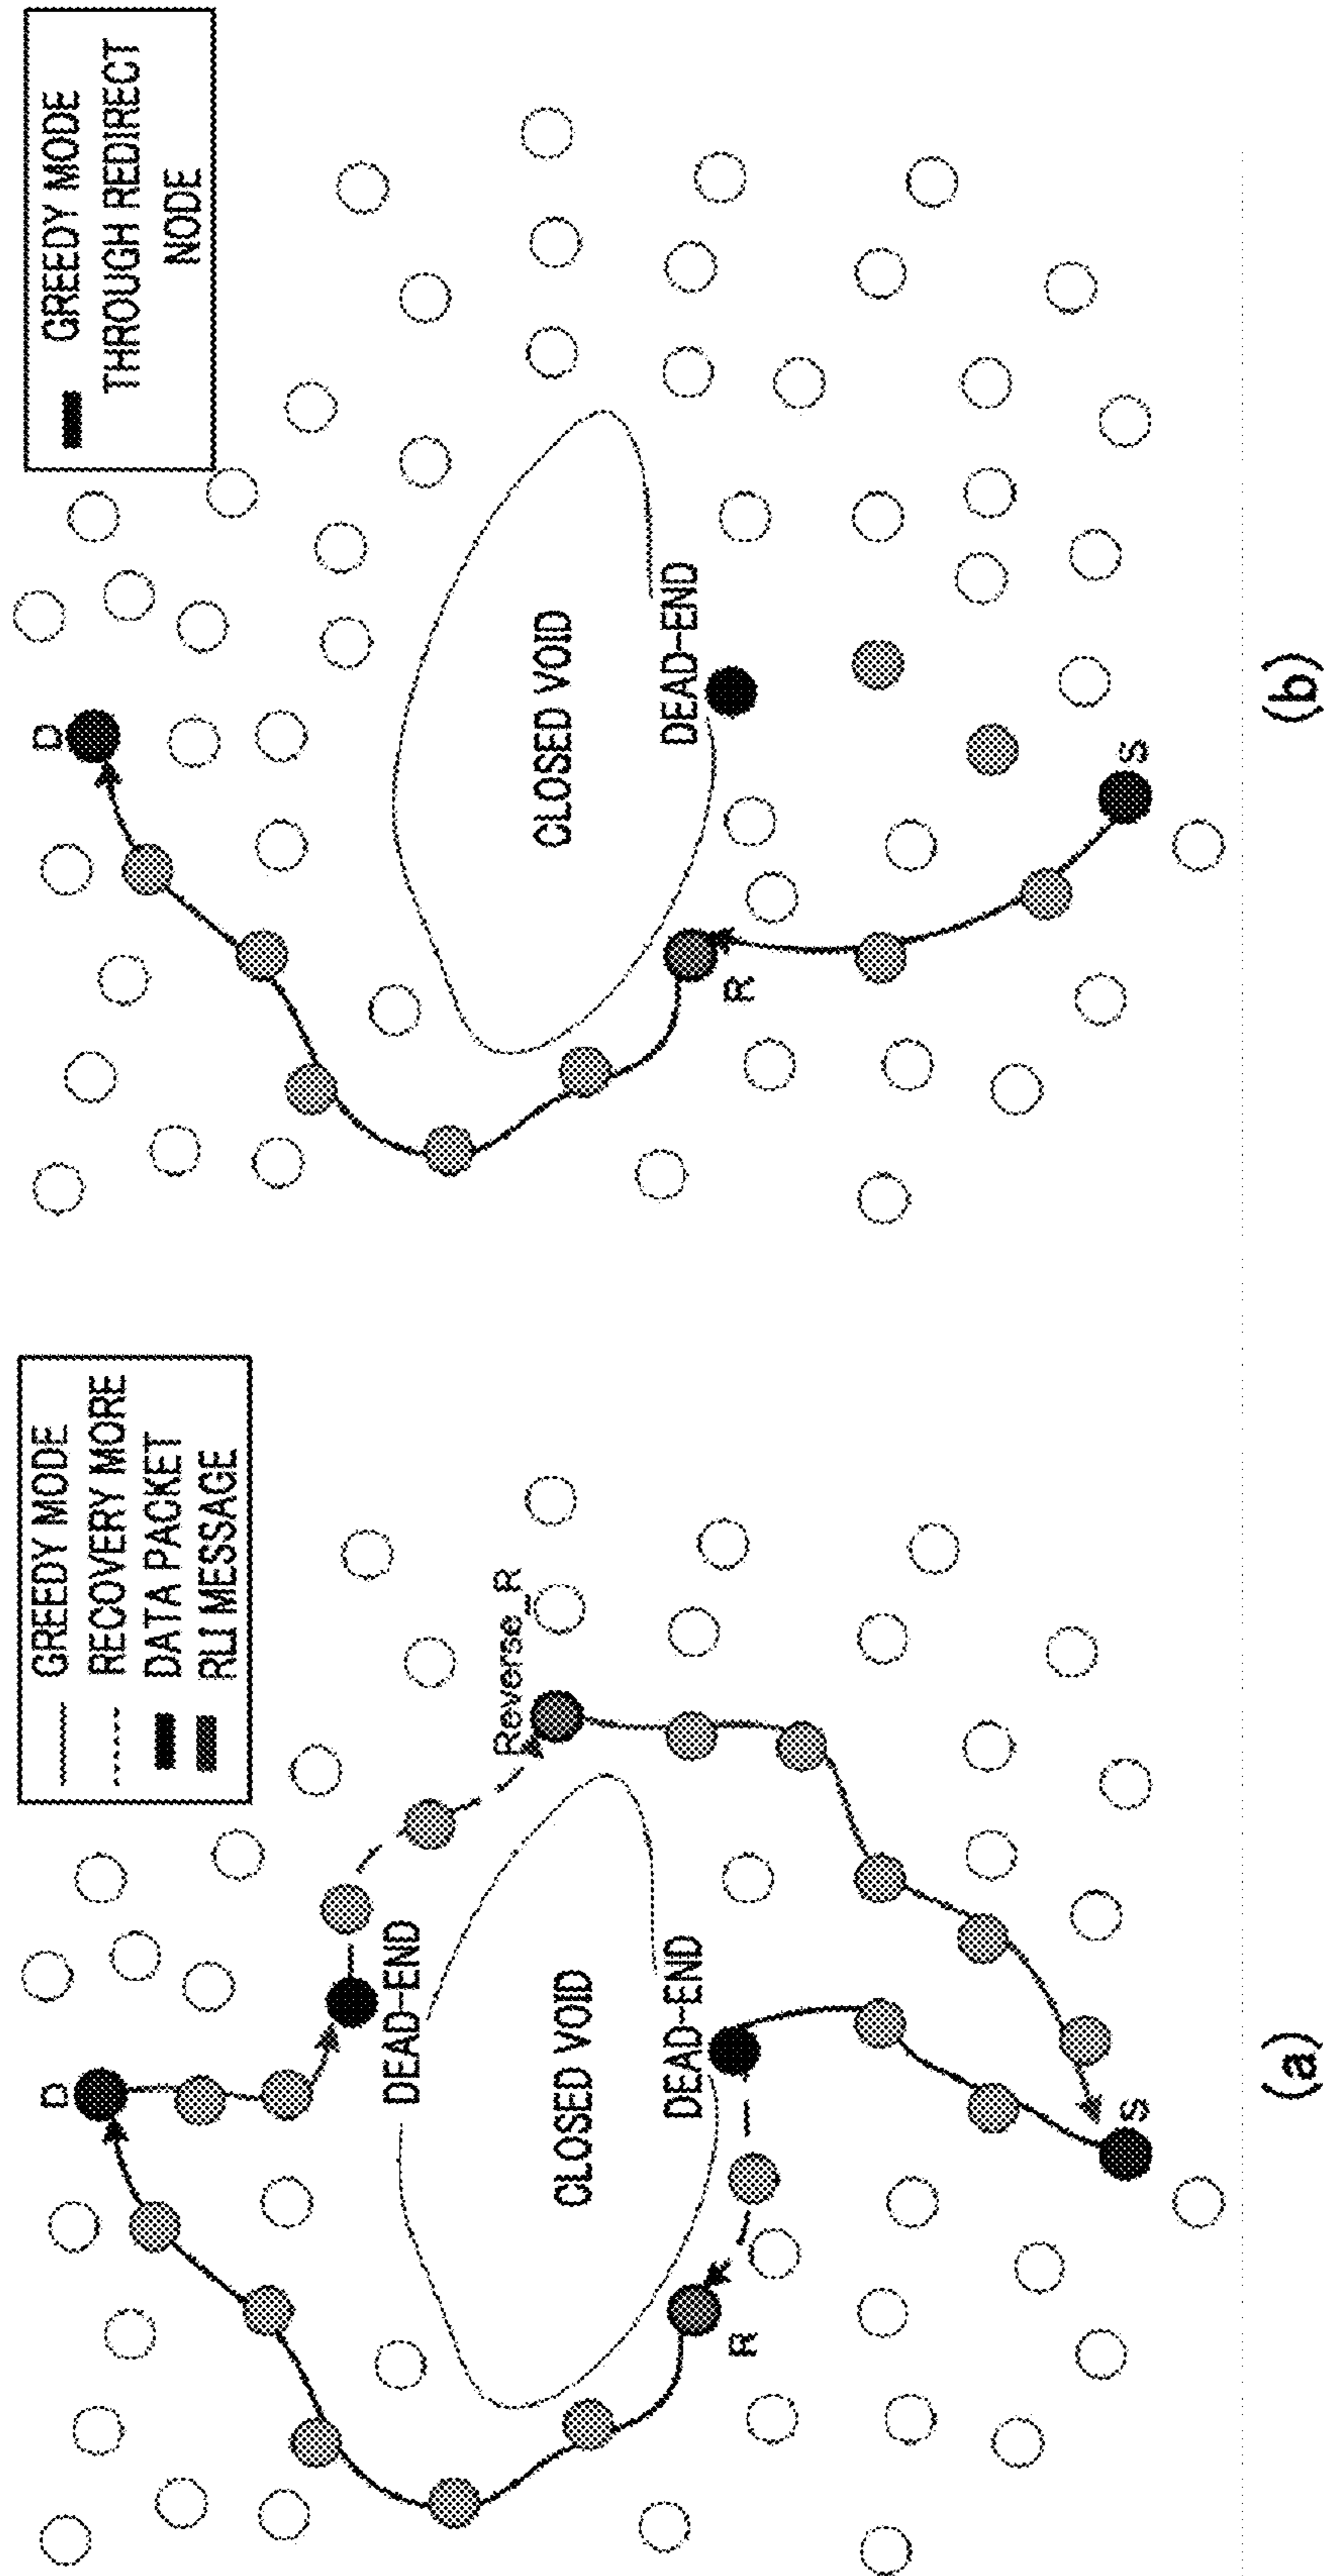 GREEDY MODE
RECOVERY MORE
DATA PACKET
RLI MESSAGE
D
DEAD-END
Reverse_R
CLOSED VOID
DEAD-END
R
S
(a)
GREEDY MODE
THROUGH REDIRECT
NODE
D
CLOSED VOID
DEAD-END
R
S
(b)